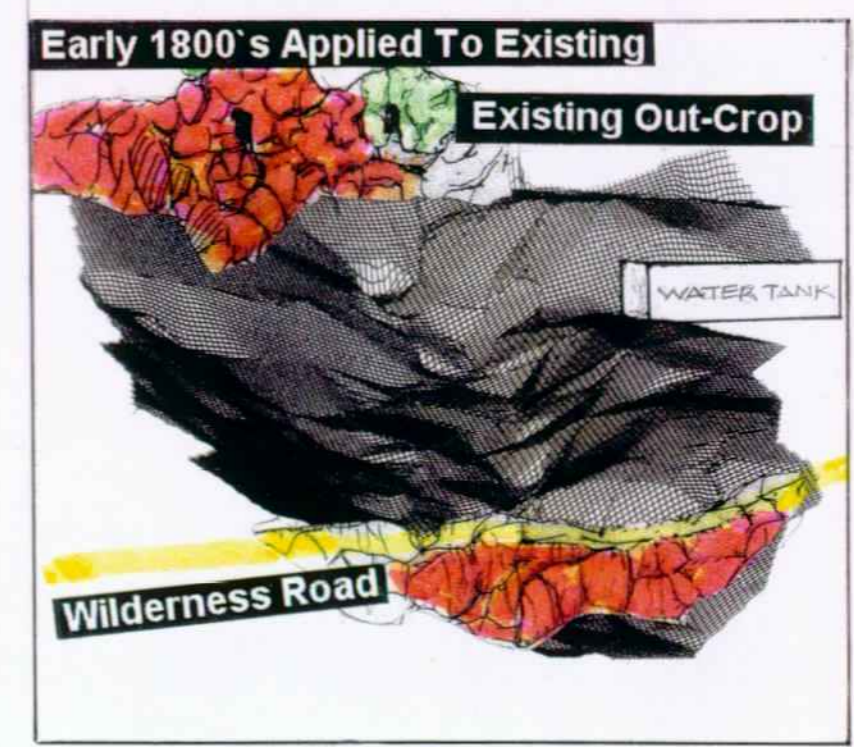 Early 1800`s Applied To Existing
Existing Out-Crop
WATER TANK
Wilderness Road